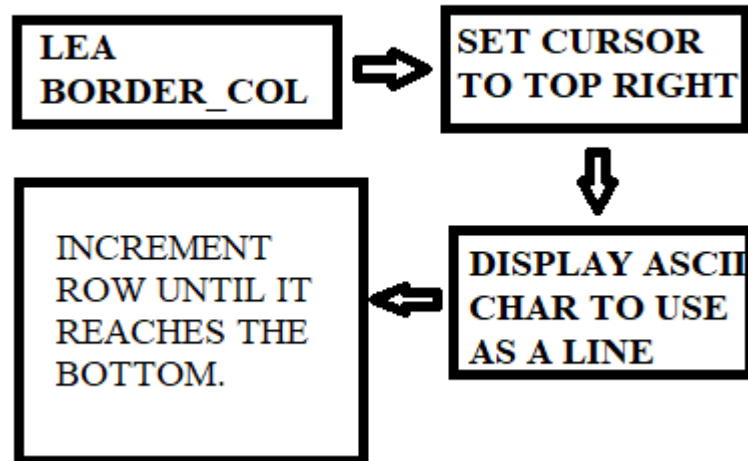 LEA
BORDER_COL
SET CURSOR
TO TOP RIGHT
DISPLAY ASCII
CHAR TO USE
AS A LINE
INCREMENT
ROW UNTIL IT
REACHES THE
BOTTOM.